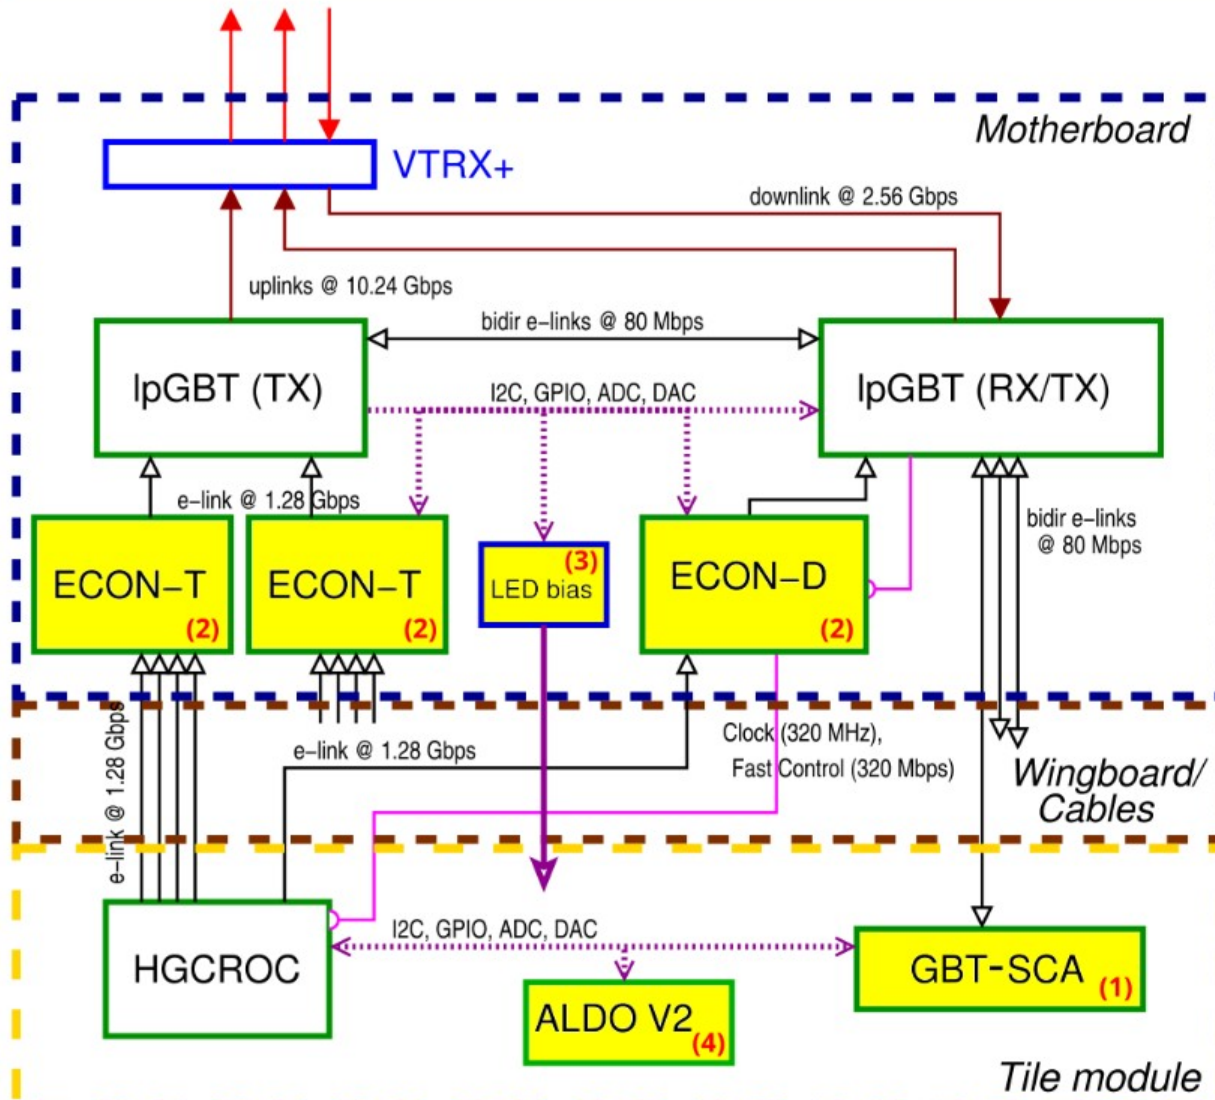 Motherboard
VTRX+
downlink @ 2.56 Gbps
uplinks @ 10.24 Gbps
bidir e-links @ 80 Mbps
lpGBT (TX)
lpGBT (RX/TX)
I2C, GPIO, ADC, DAC
e-link @ 1.28 Gbps
bidir e-links
@ 80 Mbps
ECON-T
(2)
ECON-T
(2)
(3)
LED bias
ECON-D
(2)
e-link @ 1.28 Gbps
e-link @ 1.28 Gbps
Clock (320 MHz),
Fast Control (320 Mbps)
Wingboard/
Cables
I2C, GPIO, ADC, DAC
HGCROC
ALDO V2
(4)
GBT-SCA
(1)
Tile module